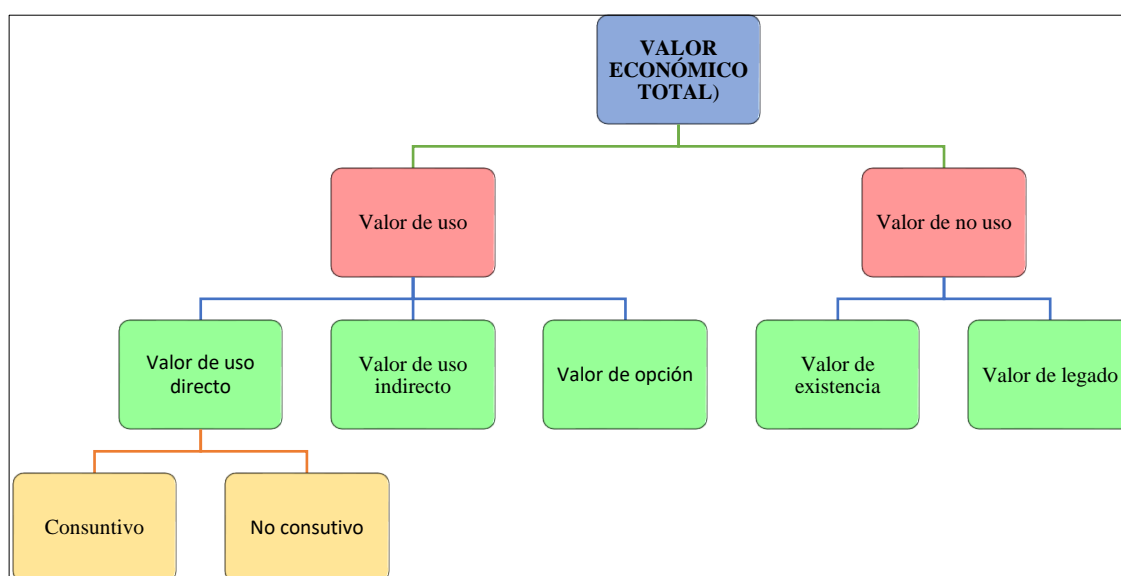 VALOR
ECONÓMICO
TOTAL)
Valor de uso
Valor de no uso
Valor de uso
directo
Valor de uso
indirecto
Valor de opción
Valor de
existencia
Valor de legado
Consuntivo
No consutivo